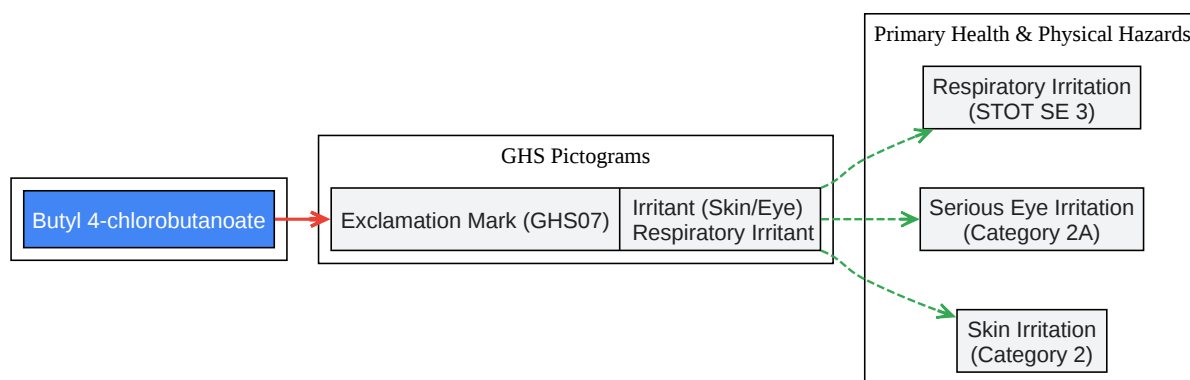 Primary Health & Physical Hazards
Respiratory Irritation
(STOT SE 3)
GHS Pictograms
Butyl 4-chlorobutanoate
Exclamation Mark (GHS07)
Irritant (Skin/Eye)
Respiratory Irritant
Serious Eye Irritation
(Category 2A)
Skin Irritation
(Category 2)